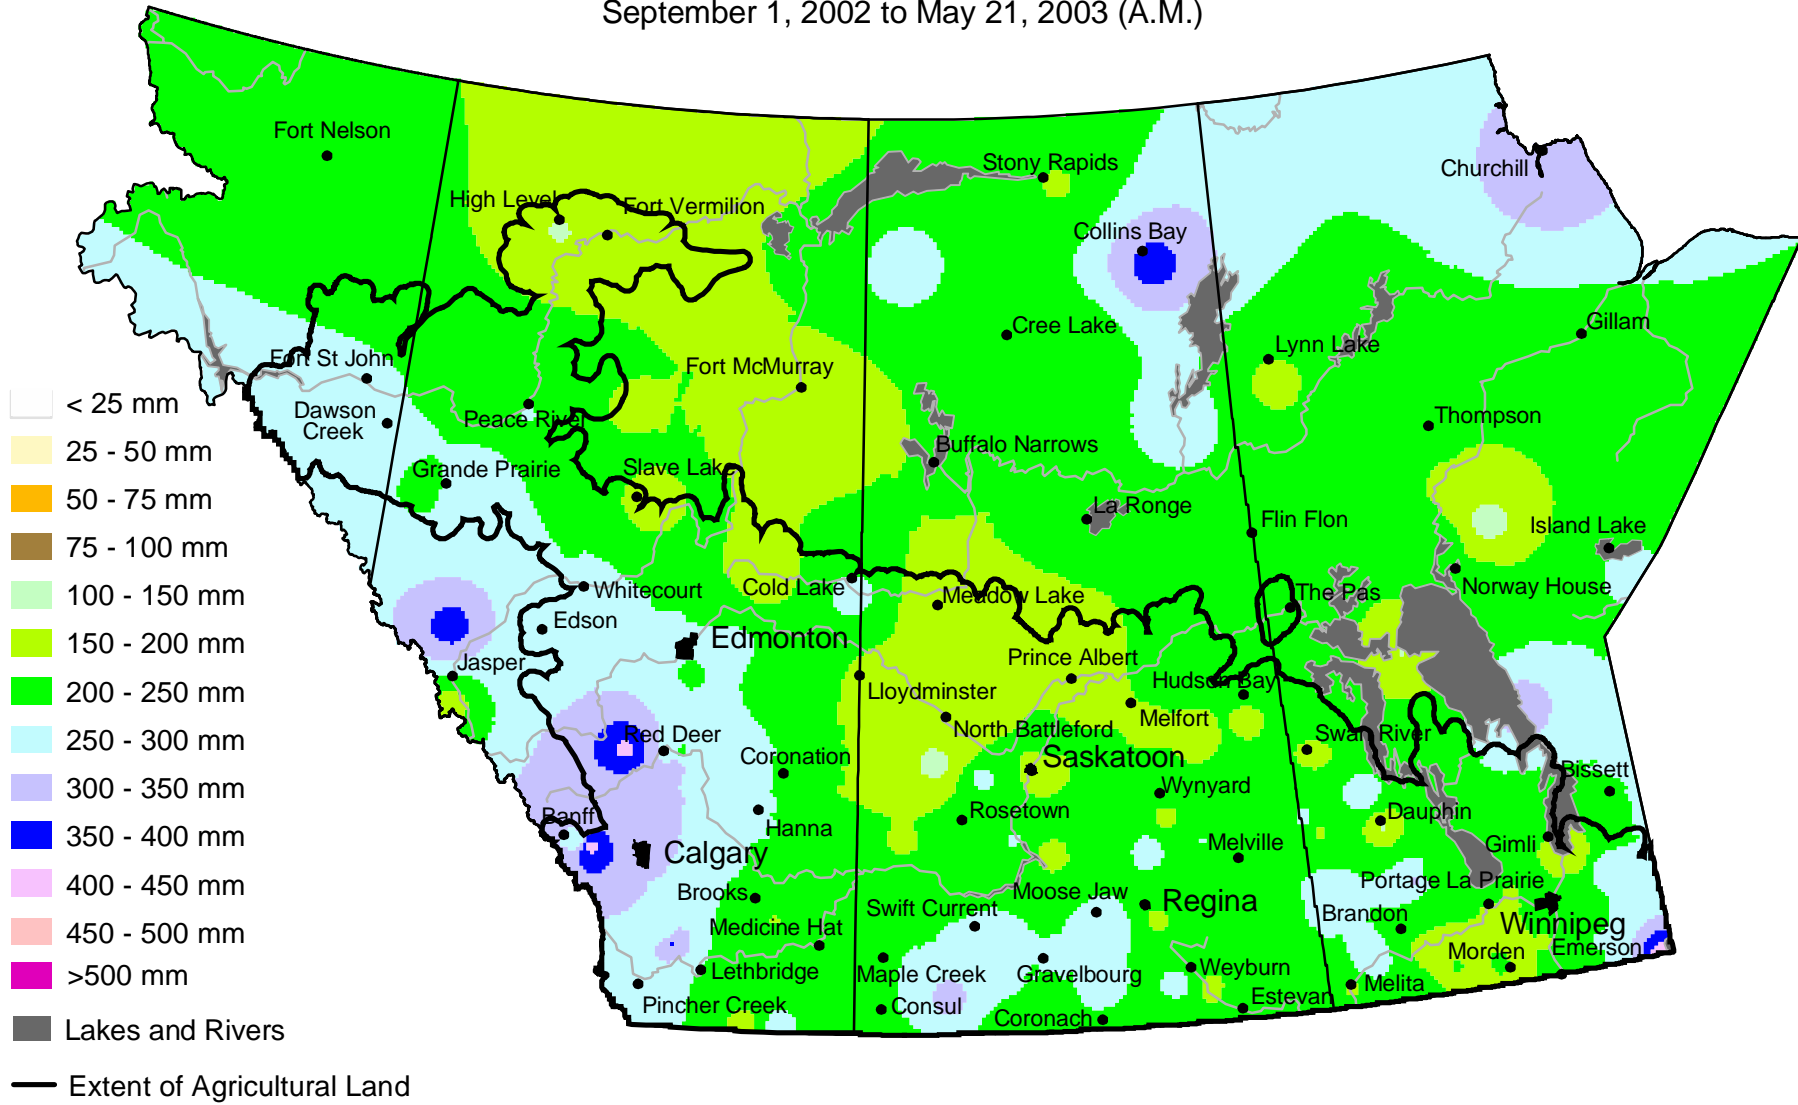 September 1, 2002 to May 21, 2003 (A.M.)
Fort Nelson
High Level
Fort Vermilion
Stony Rapids
Churchill
Collins Bay
Cree Lake
Gillam
Fort St John
Fort McMurray
Lynn Lake
Dawson
Creek
Peace River
Thompson
Buffalo Narrows
Grande Prairie
Slave Lake
La Ronge
Flin Flon
Island Lake
Whitecourt
Cold Lake
Meadow Lake
The Pas
Norway House
Edson
Edmonton
Jasper
Prince Albert
Hudson Bay
Lloydminster
Melfort
North Battleford
Red Deer
Swan River
Coronation
Saskatoon
Bissett
Wynyard
Banff
Hanna
Rosetown
Dauphin
Calgary
Melville
Gimli
Brooks
Moose Jaw
Portage La Prairie
Swift Current
Regina
Brandon
Medicine Hat
Winnipeg
Lethbridge
Maple Creek
Gravelbourg
Weyburn
Morden
Emerson
Pincher Creek
Consul
Coronach
Estevan
Melita
< 25 mm
25 - 50 mm
50 - 75 mm
75 - 100 mm
100 - 150 mm
150 - 200 mm
200 - 250 mm
250 - 300 mm
300 - 350 mm
350 - 400 mm
400 - 450 mm
450 - 500 mm
>500 mm
Lakes and Rivers
Extent of Agricultural Land